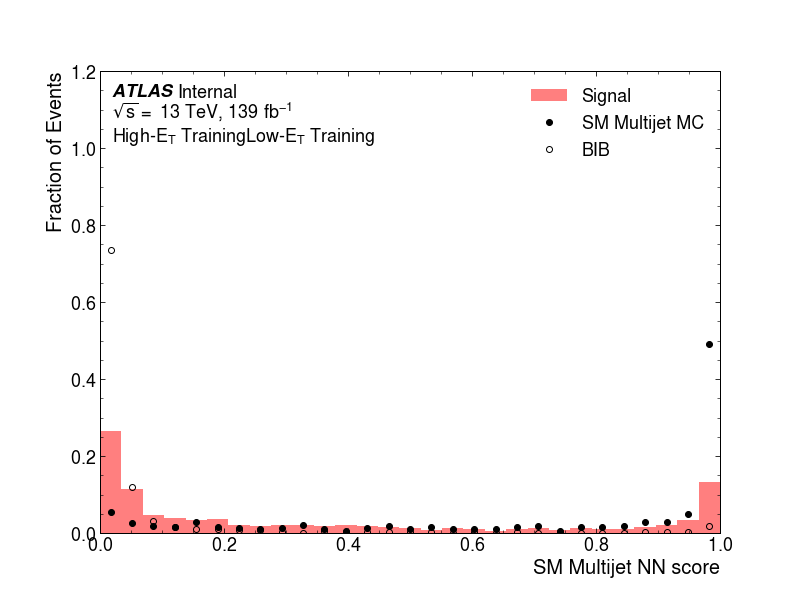 ATLAS Internal
√s = 13 TeV, 139 fb⁻¹
High-E_T TrainingLow-E_T Training
Signal
SM Multijet MC
BIB
Fraction of Events
1.2
1.0
0.8
0.6
0.4
0.2
0.0
0.0 0.2 0.4 0.6 0.8 1.0
SM Multijet NN score